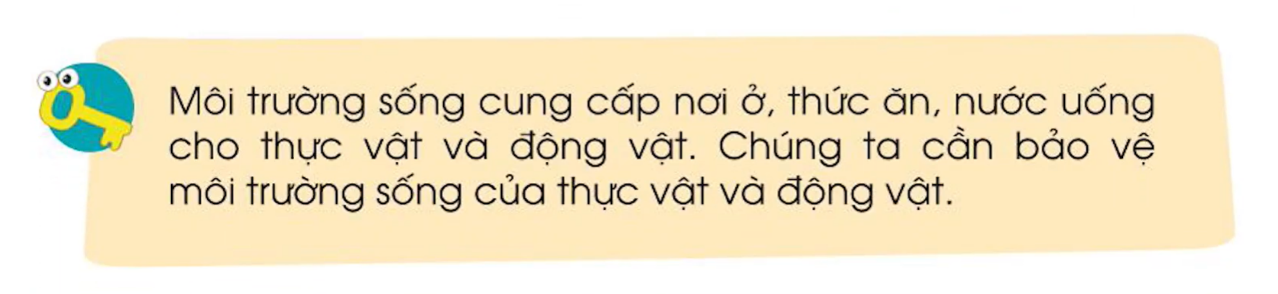 Môi trường sống cung cấp nơi ở, thức ăn, nước uống
cho thực vật và động vật. Chúng ta cần bảo vệ
môi trường sống của thực vật và động vật.